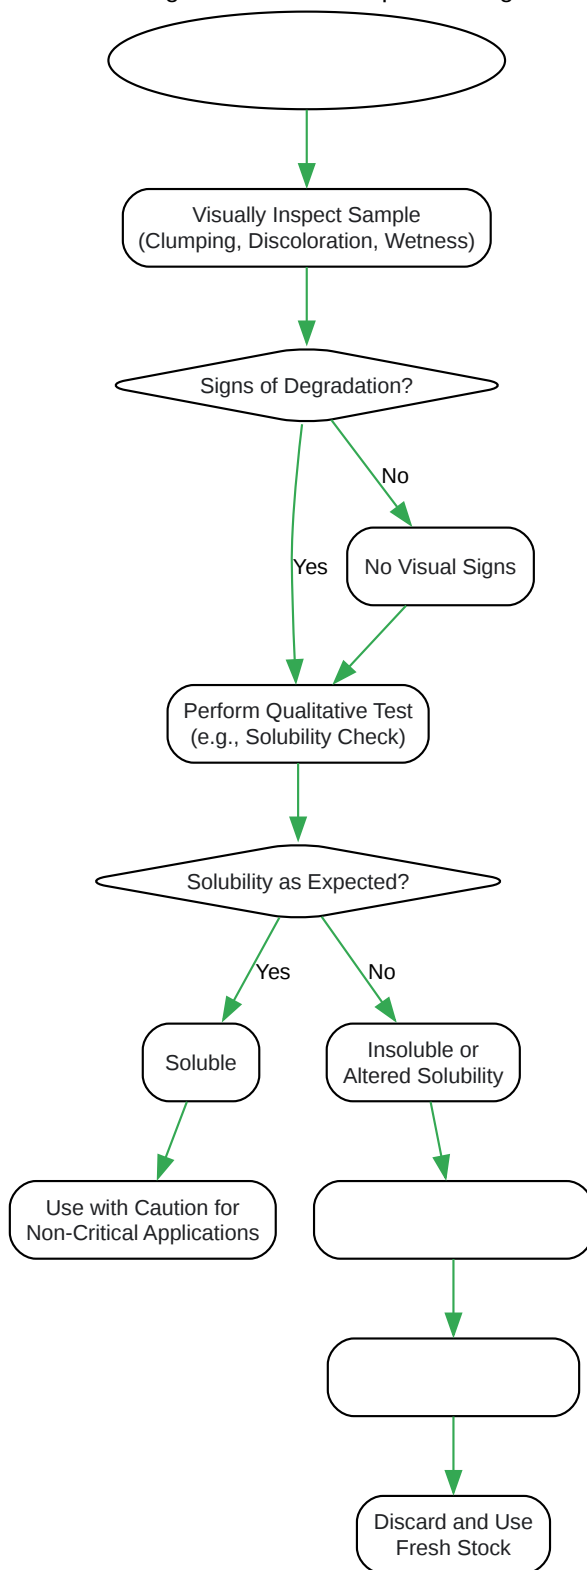 Visually Inspect Sample
(Clumping, Discoloration, Wetness)
Signs of Degradation?
No
Yes
No Visual Signs
Perform Qualitative Test
(e.g., Solubility Check)
Solubility as Expected?
Yes
No
Soluble
Insoluble or
Altered Solubility
Use with Caution for
Non-Critical Applications
Discard and Use
Fresh Stock